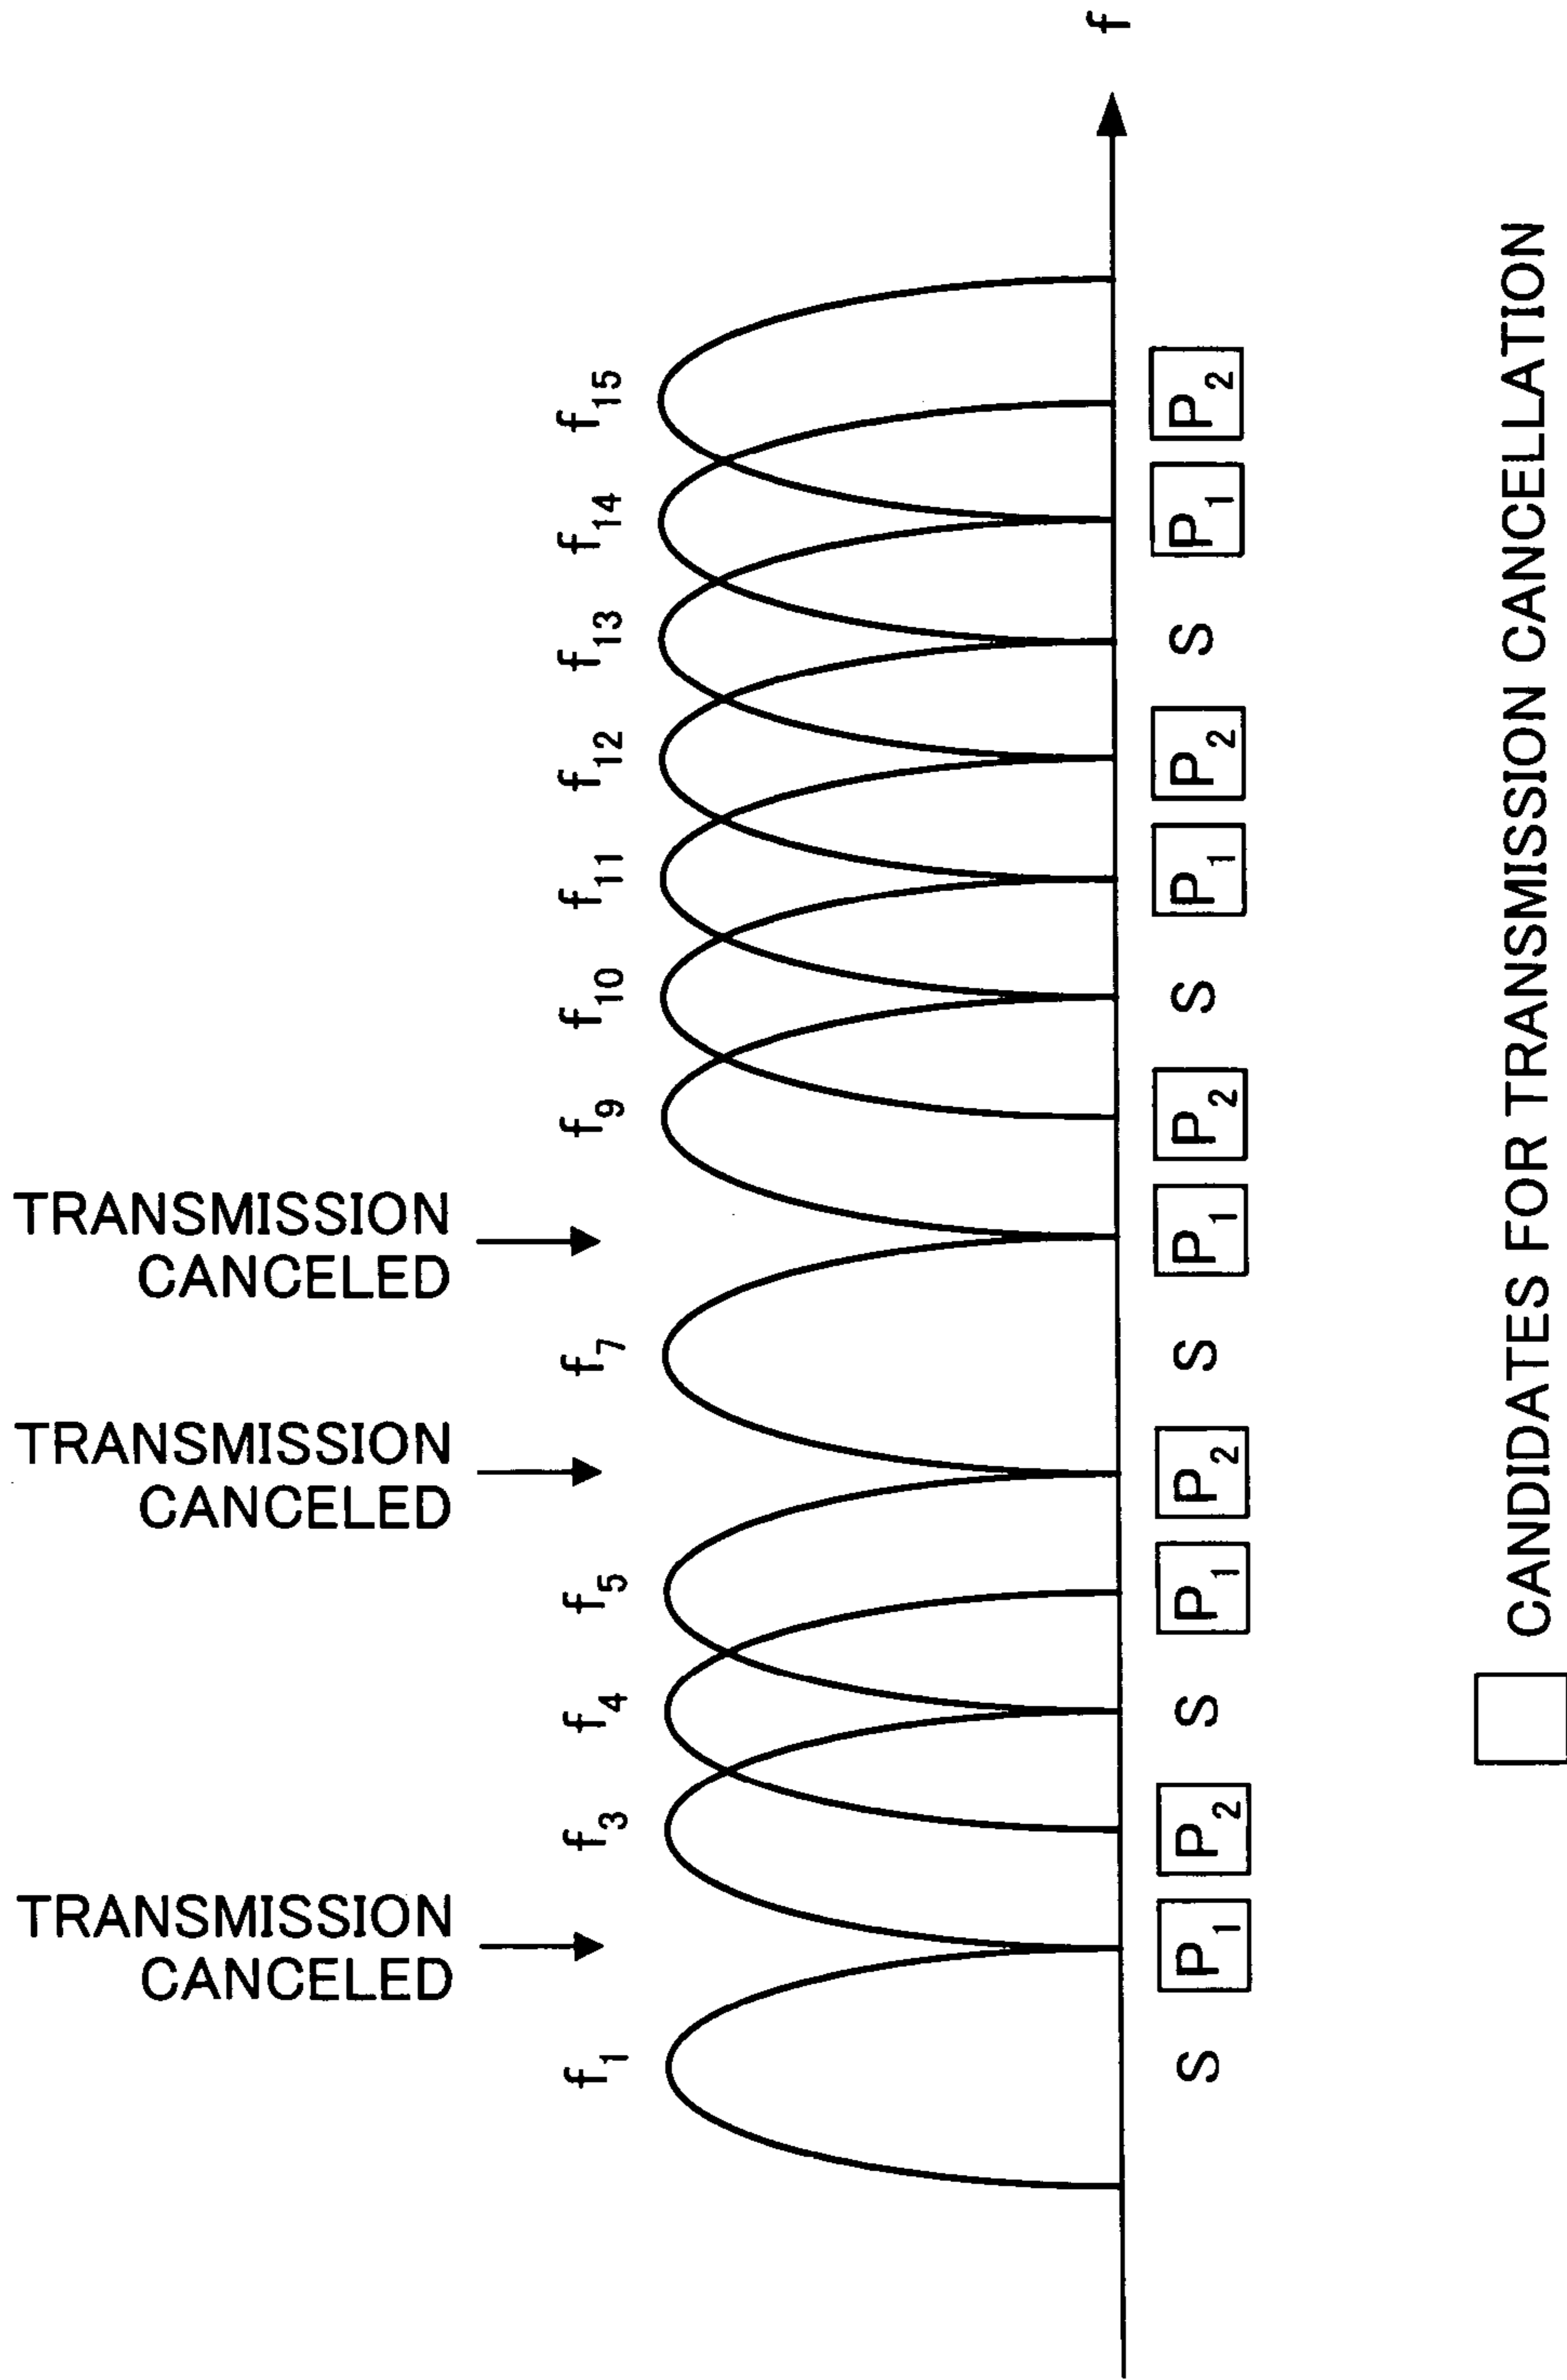 TRANSMISSION
CANCELED
TRANSMISSION
CANCELED
TRANSMISSION
CANCELED
f1 f3 f4 f5 f7 f9 f10 f11 f12 f13 f14 f15
f
S P1 P2 S P1 P2 S P1 P2 S P1 P2 S P1 P2
CANDIDATES FOR TRANSMISSION CANCELLATION